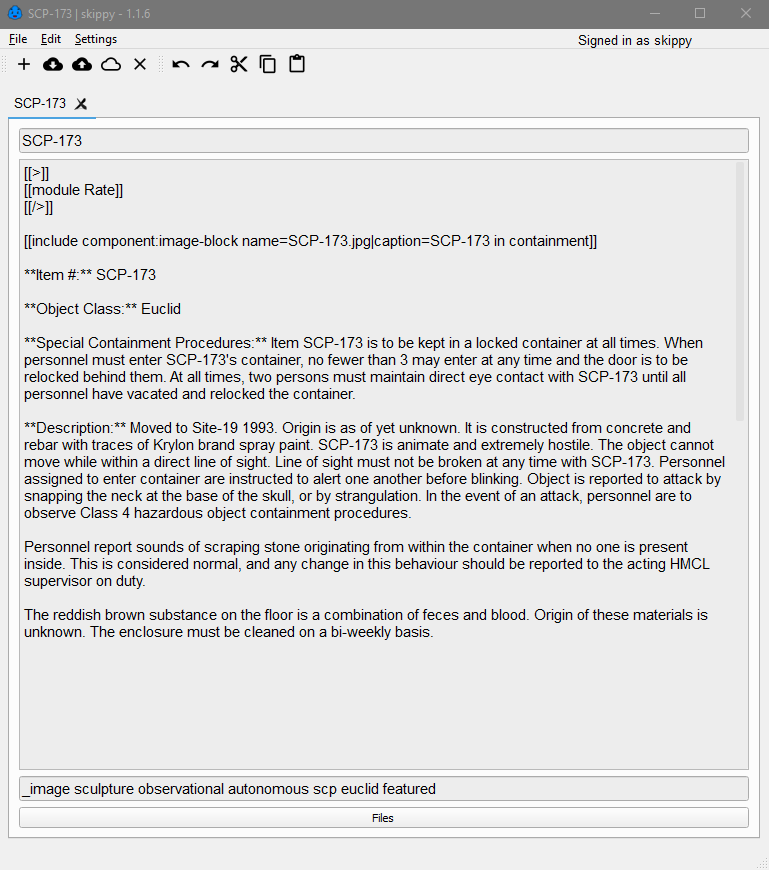 SCP-173 | skippy - 1.1.6
File Edit Settings
Signed in as skippy
SCP-173
SCP-173
[[>]]
[[module Rate]]
[[/>]]
[[include component:image-block name=SCP-173.jpg|caption=SCP-173 in containment]]
**Item #:** SCP-173
**Object Class:** Euclid
**Special Containment Procedures:** Item SCP-173 is to be kept in a locked container at all times. When
personnel must enter SCP-173's container, no fewer than 3 may enter at any time and the door is to be
relocked behind them. At all times, two persons must maintain direct eye contact with SCP-173 until all
personnel have vacated and relocked the container.
**Description:** Moved to Site-19 1993. Origin is as of yet unknown. It is constructed from concrete and
rebar with traces of Krylon brand spray paint. SCP-173 is animate and extremely hostile. The object cannot
move while within a direct line of sight. Line of sight must not be broken at any time with SCP-173. Personnel
assigned to enter container are instructed to alert one another before blinking. Object is reported to attack by
snapping the neck at the base of the skull, or by strangulation. In the event of an attack, personnel are to
observe Class 4 hazardous object containment procedures.
Personnel report sounds of scraping stone originating from within the container when no one is present
inside. This is considered normal, and any change in this behaviour should be reported to the acting HMCL
supervisor on duty.
The reddish brown substance on the floor is a combination of feces and blood. Origin of these materials is
unknown. The enclosure must be cleaned on a bi-weekly basis.
_image sculpture observational autonomous scp euclid featured
Files